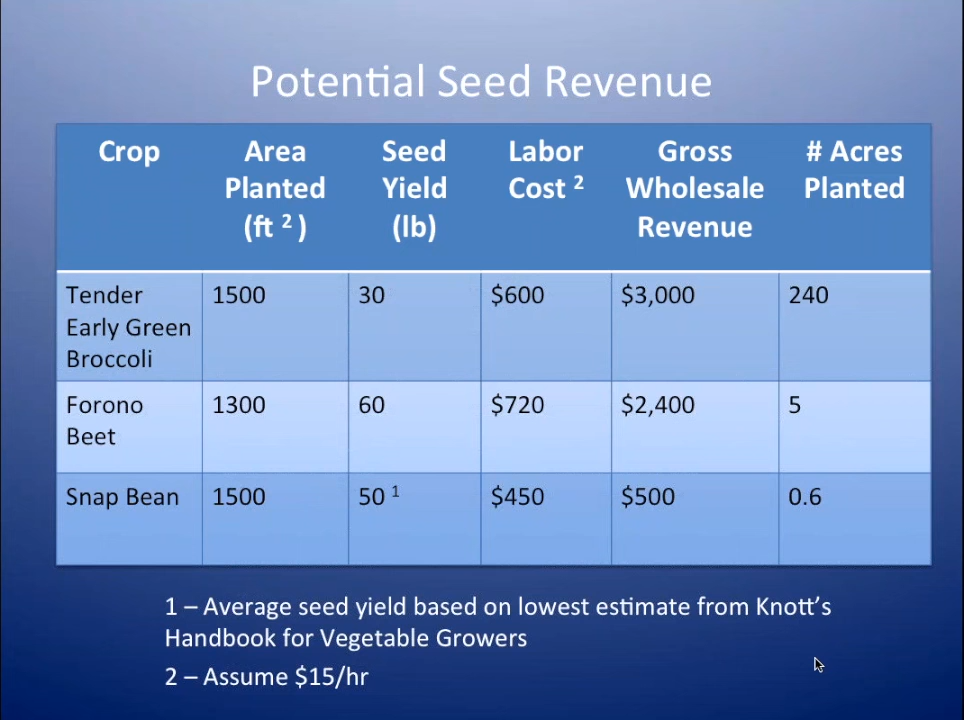 Potential Seed Revenue
Crop
Area
Planted
(ft 2 )
Seed
Yield
(lb)
Labor
Cost 2
Gross
Wholesale
Revenue
# Acres
Planted
Tender
Early Green
Broccoli
1500
30
$600
$3,000
240
Forono
Beet
1300
60
$720
$2,400
5
Snap Bean
1500
50 1
$450
$500
0.6
1 – Average seed yield based on lowest estimate from Knott’s
Handbook for Vegetable Growers
2 – Assume $15/hr